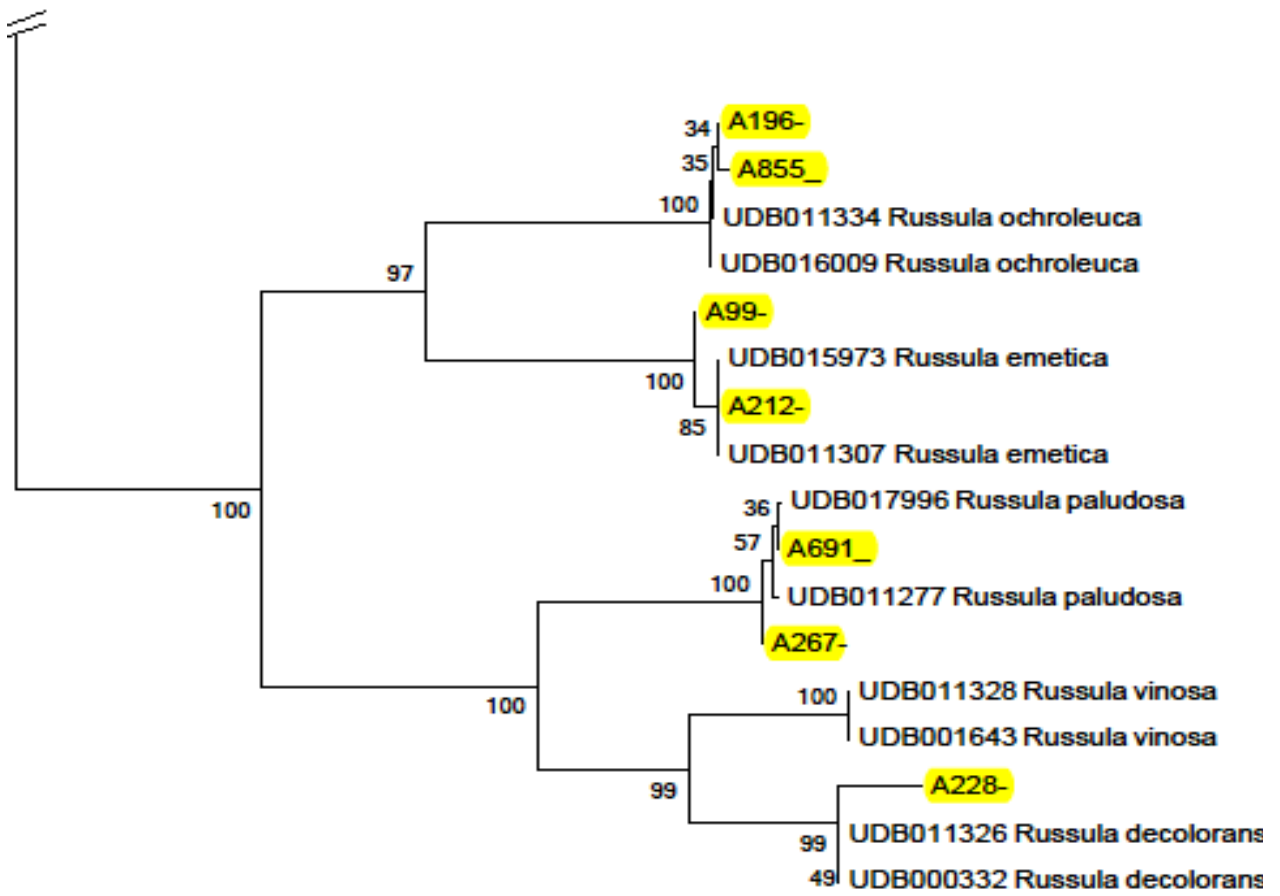 34 A196-
35 A855_
100 UDB011334 Russula ochroleuca
UDB016009 Russula ochroleuca
97
A99-
UDB015973 Russula emetica
100 A212-
85 UDB011307 Russula emetica
36 UDB017996 Russula paludosa
57 A691_
100 UDB011277 Russula paludosa
100
A267-
100 UDB011328 Russula vinosa
100
UDB001643 Russula vinosa
99 A228-
99 UDB011326 Russula decolorans
49 UDB000332 Russula decolorans